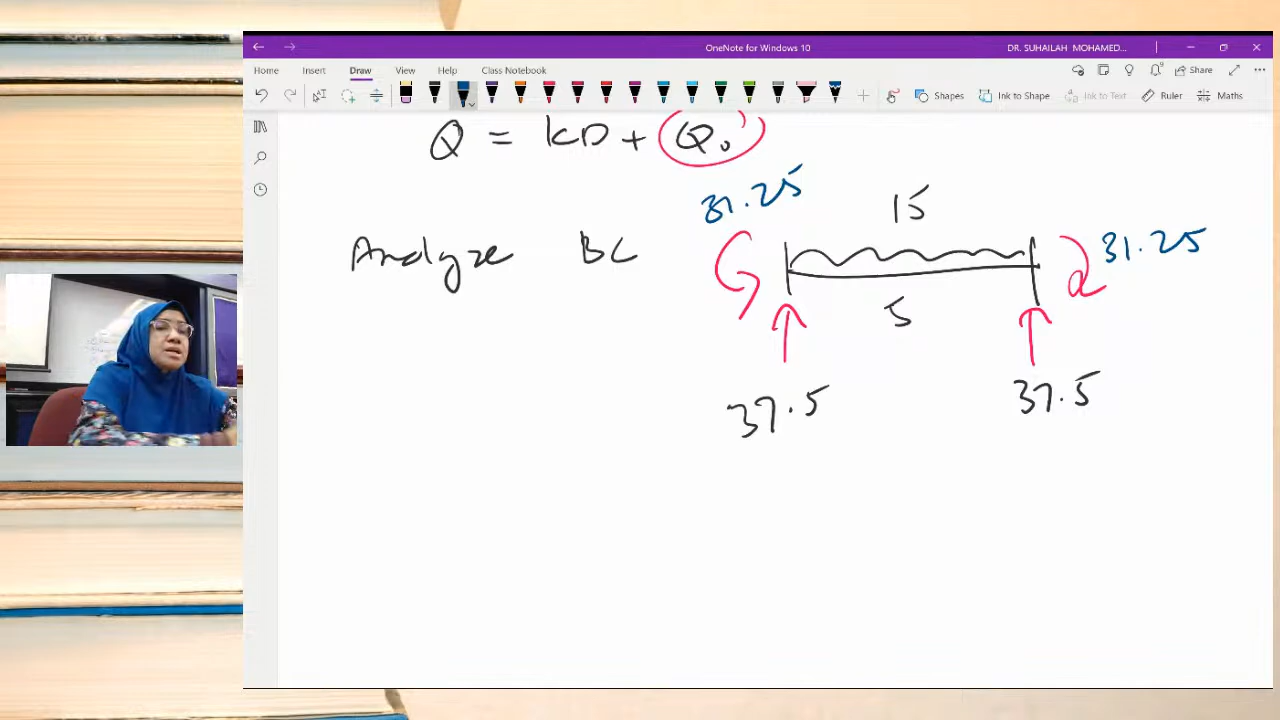 OneNote for Windows 10
DR. SUHAILAH MOHAMED...
Home Insert Draw View Help Class Notebook
Share
Shapes Ink to Shape Ink to Text Ruler Maths
Q = KD + Q₀'
31.25
15
Analyze BC
31.25
5
37.5
37.5